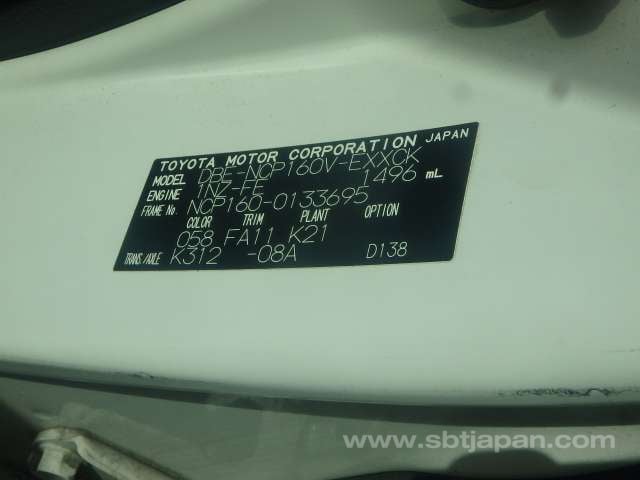 TOYOTA MOTOR CORPORATION JAPAN
MODEL DBE-NCP160V-EXXCK
ENGINE 1NZ-FE 1496 mL
FRAME No. NCP160-0133695
COLOR TRIM PLANT OPTION
058 FA11 K21
TRANS/AXLE K312 -08A D138
www.sbtjapan.com